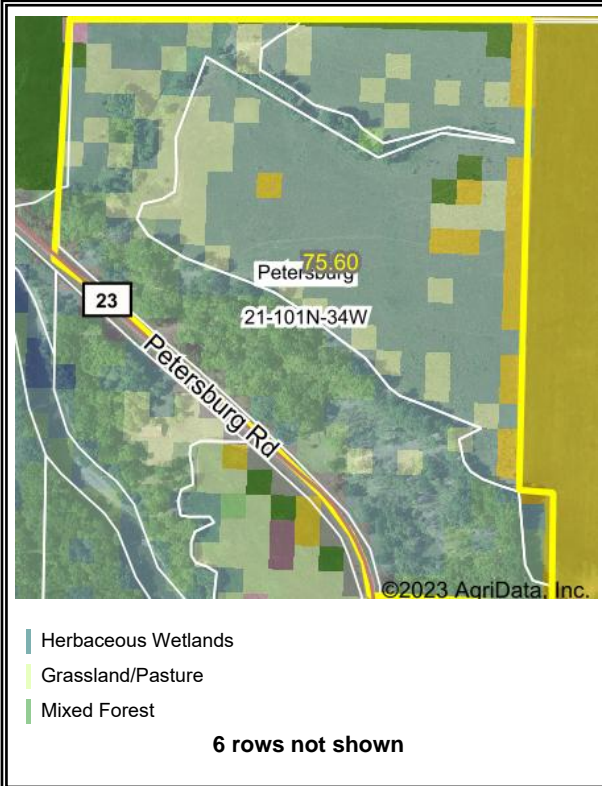 75.60
Petersburg
21-101N-34W
23
Petersburg Rd
©2023 AgriData, Inc.
Herbaceous Wetlands
Grassland/Pasture
Mixed Forest
6 rows not shown